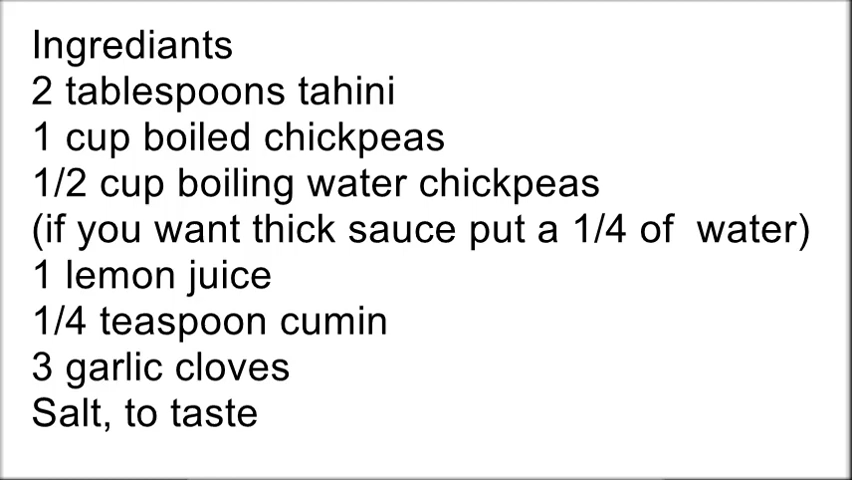 Ingrediants
2 tablespoons tahini
1 cup boiled chickpeas
1/2 cup boiling water chickpeas
(if you want thick sauce put a 1/4 of  water)
1 lemon juice
1/4 teaspoon cumin
3 garlic cloves
Salt, to taste